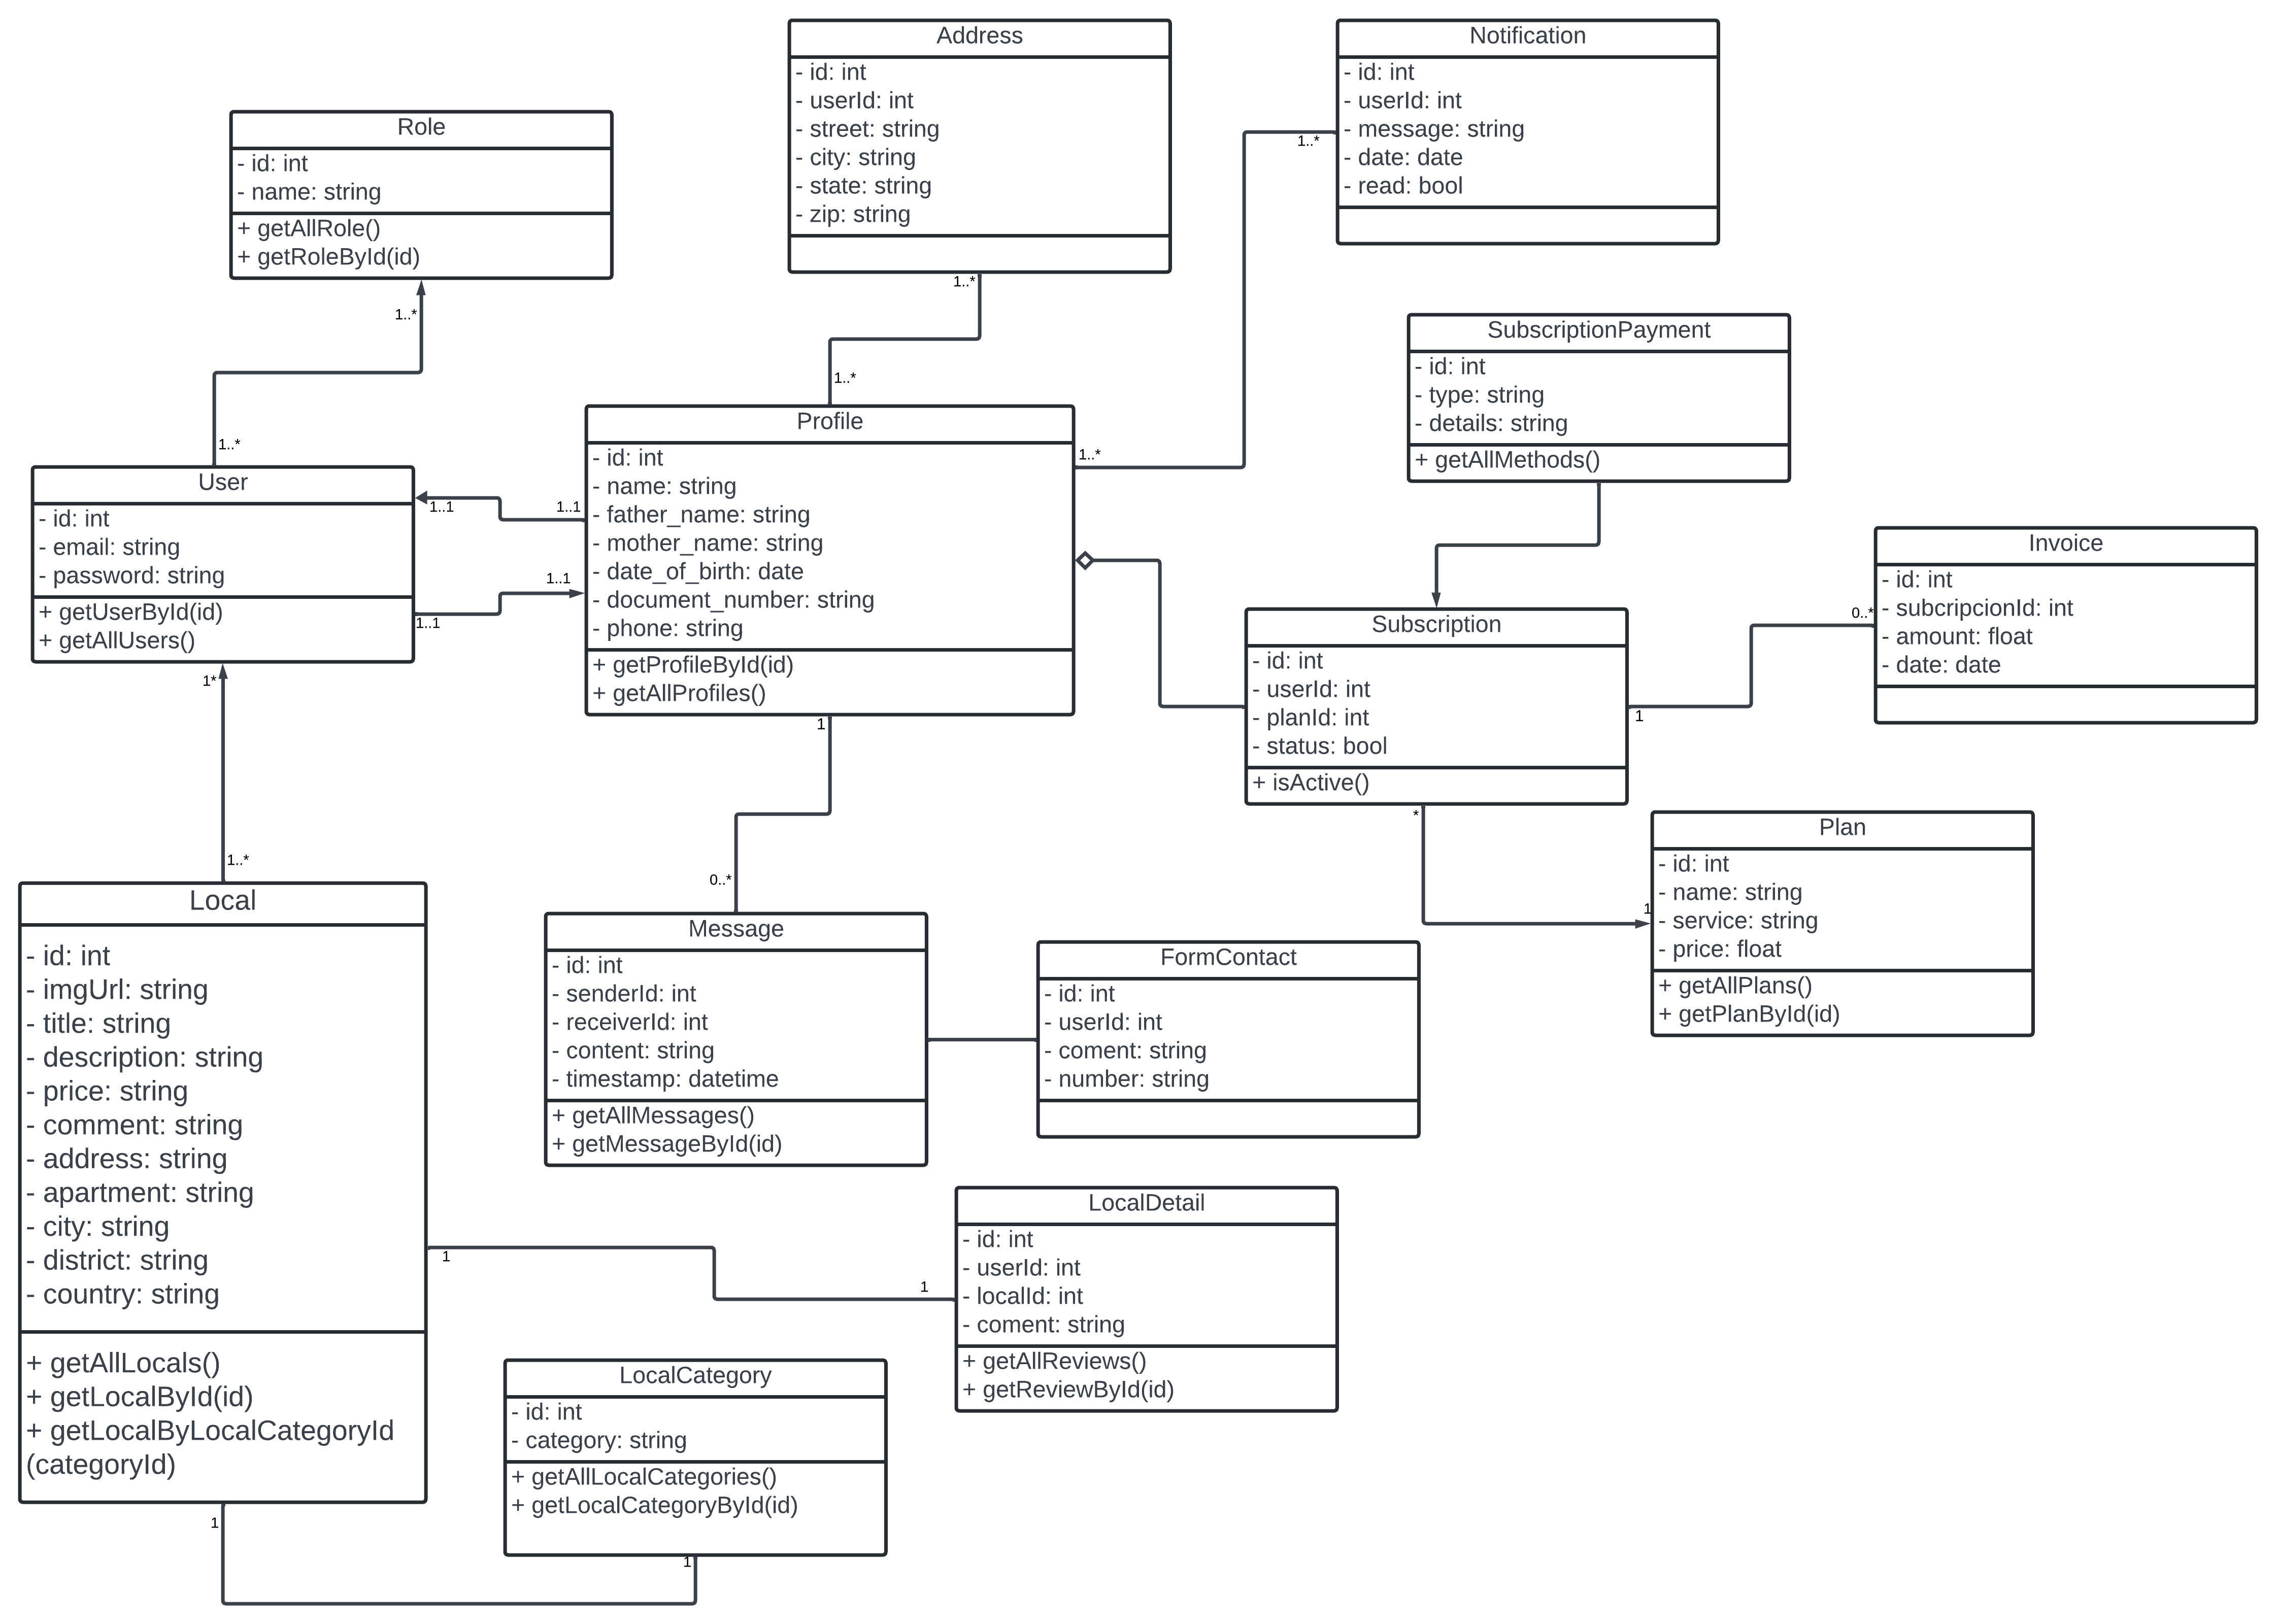 Address
- id: int
- userId: int
- street: string
- city: string
- state: string
- zip: string
1..*
Notification
- id: int
- userId: int
- message: string
- date: date
- read: bool
1..*
Role
- id: int
- name: string
+ getAllRole()
+ getRoleById(id)
1..*
SubscriptionPayment
- id: int
- type: string
- details: string
+ getAllMethods()
1..*
1..*
1..*
Profile
- id: int
- name: string
- father_name: string
- mother_name: string
- date_of_birth: date
- document_number: string
- phone: string
+ getProfileById(id)
+ getAllProfiles()
1
User
- id: int
- email: string
- password: string
+ getUserById(id)
+ getAllUsers()
1..1
1..1
1..1
1..1
1*
1..*
Invoice
- id: int
- subcripcionId: int
- amount: float
- date: date
0..*
Subscription
- id: int
- userId: int
- planId: int
- status: bool
+ isActive()
1
*
Plan
- id: int
- name: string
- service: string
- price: float
+ getAllPlans()
+ getPlanById(id)
1
0..*
Message
- id: int
- senderId: int
- receiverId: int
- content: string
- timestamp: datetime
+ getAllMessages()
+ getMessageById(id)
FormContact
- id: int
- userId: int
- coment: string
- number: string
Local
- id: int
- imgUrl: string
- title: string
- description: string
- price: string
- comment: string
- address: string
- apartment: string
- city: string
- district: string
- country: string
+ getAllLocals()
+ getLocalById(id)
+ getLocalByLocalCategoryId
(categoryId)
1
1
LocalDetail
- id: int
- userId: int
- localId: int
- coment: string
+ getAllReviews()
+ getReviewById(id)
1
LocalCategory
- id: int
- category: string
+ getAllLocalCategories()
+ getLocalCategoryById(id)
1